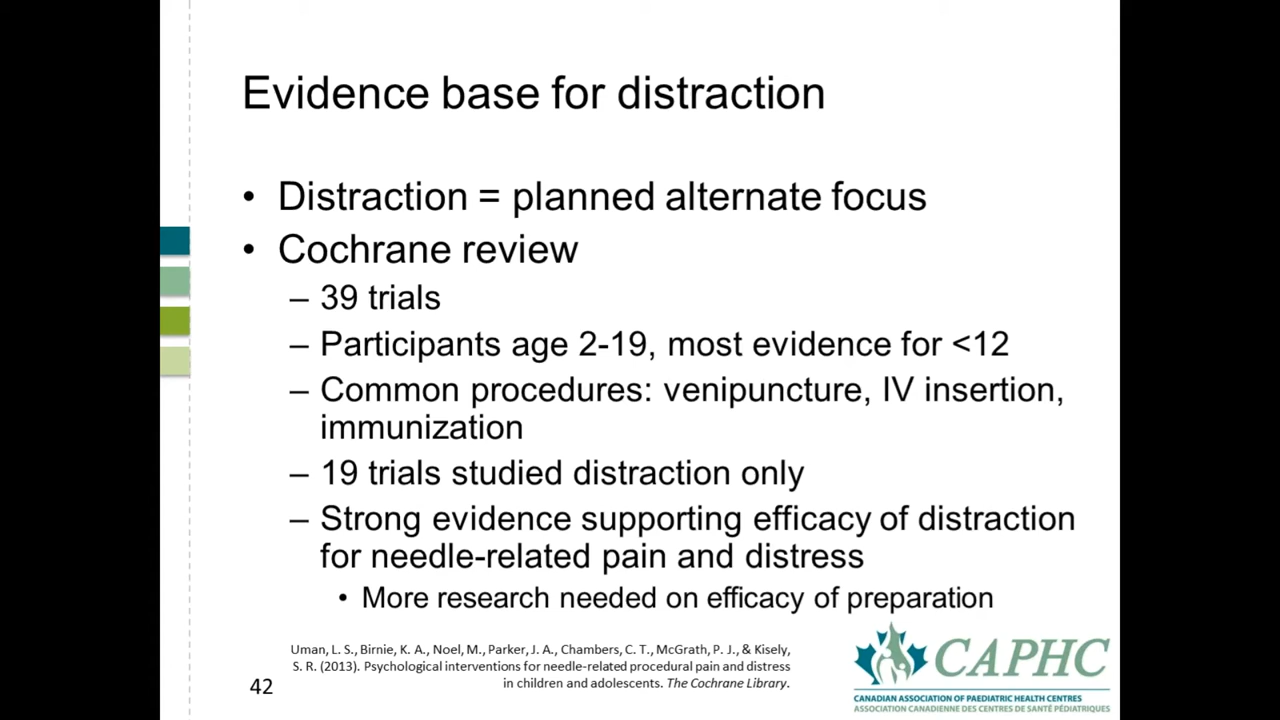 Evidence base for distraction
• Distraction = planned alternate focus
• Cochrane review
– 39 trials
– Participants age 2-19, most evidence for <12
– Common procedures: venipuncture, IV insertion,
immunization
– 19 trials studied distraction only
– Strong evidence supporting efficacy of distraction
for needle-related pain and distress
• More research needed on efficacy of preparation
Uman, L. S., Birnie, K. A., Noel, M., Parker, J. A., Chambers, C. T., McGrath, P. J., & Kisely,
S. R. (2013). Psychological interventions for needle-related procedural pain and distress
in children and adolescents. The Cochrane Library.
42
CAPHC
CANADIAN ASSOCIATION OF PAEDIATRIC HEALTH CENTRES
ASSOCIATION CANADIENNE DES CENTRES DE SANTÉ PÉDIATRIQUES